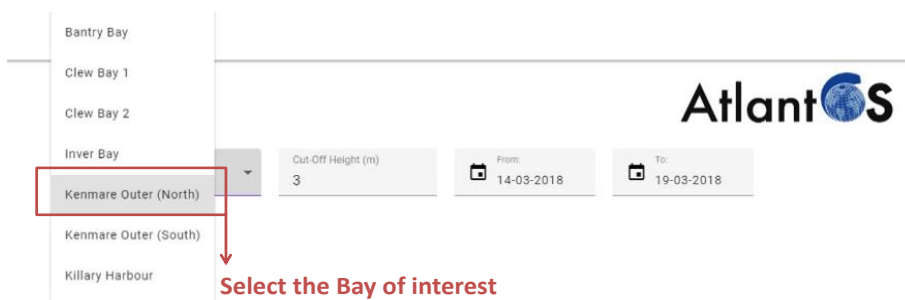 Bantry Bay
Clew Bay 1
Clew Bay 2
AtlantOS
Inver Bay
Cut-Off Height (m)
3
From:
14-03-2018
To:
19-03-2018
Kenmare Outer (North)
Kenmare Outer (South)
Killary Harbour
Select the Bay of interest